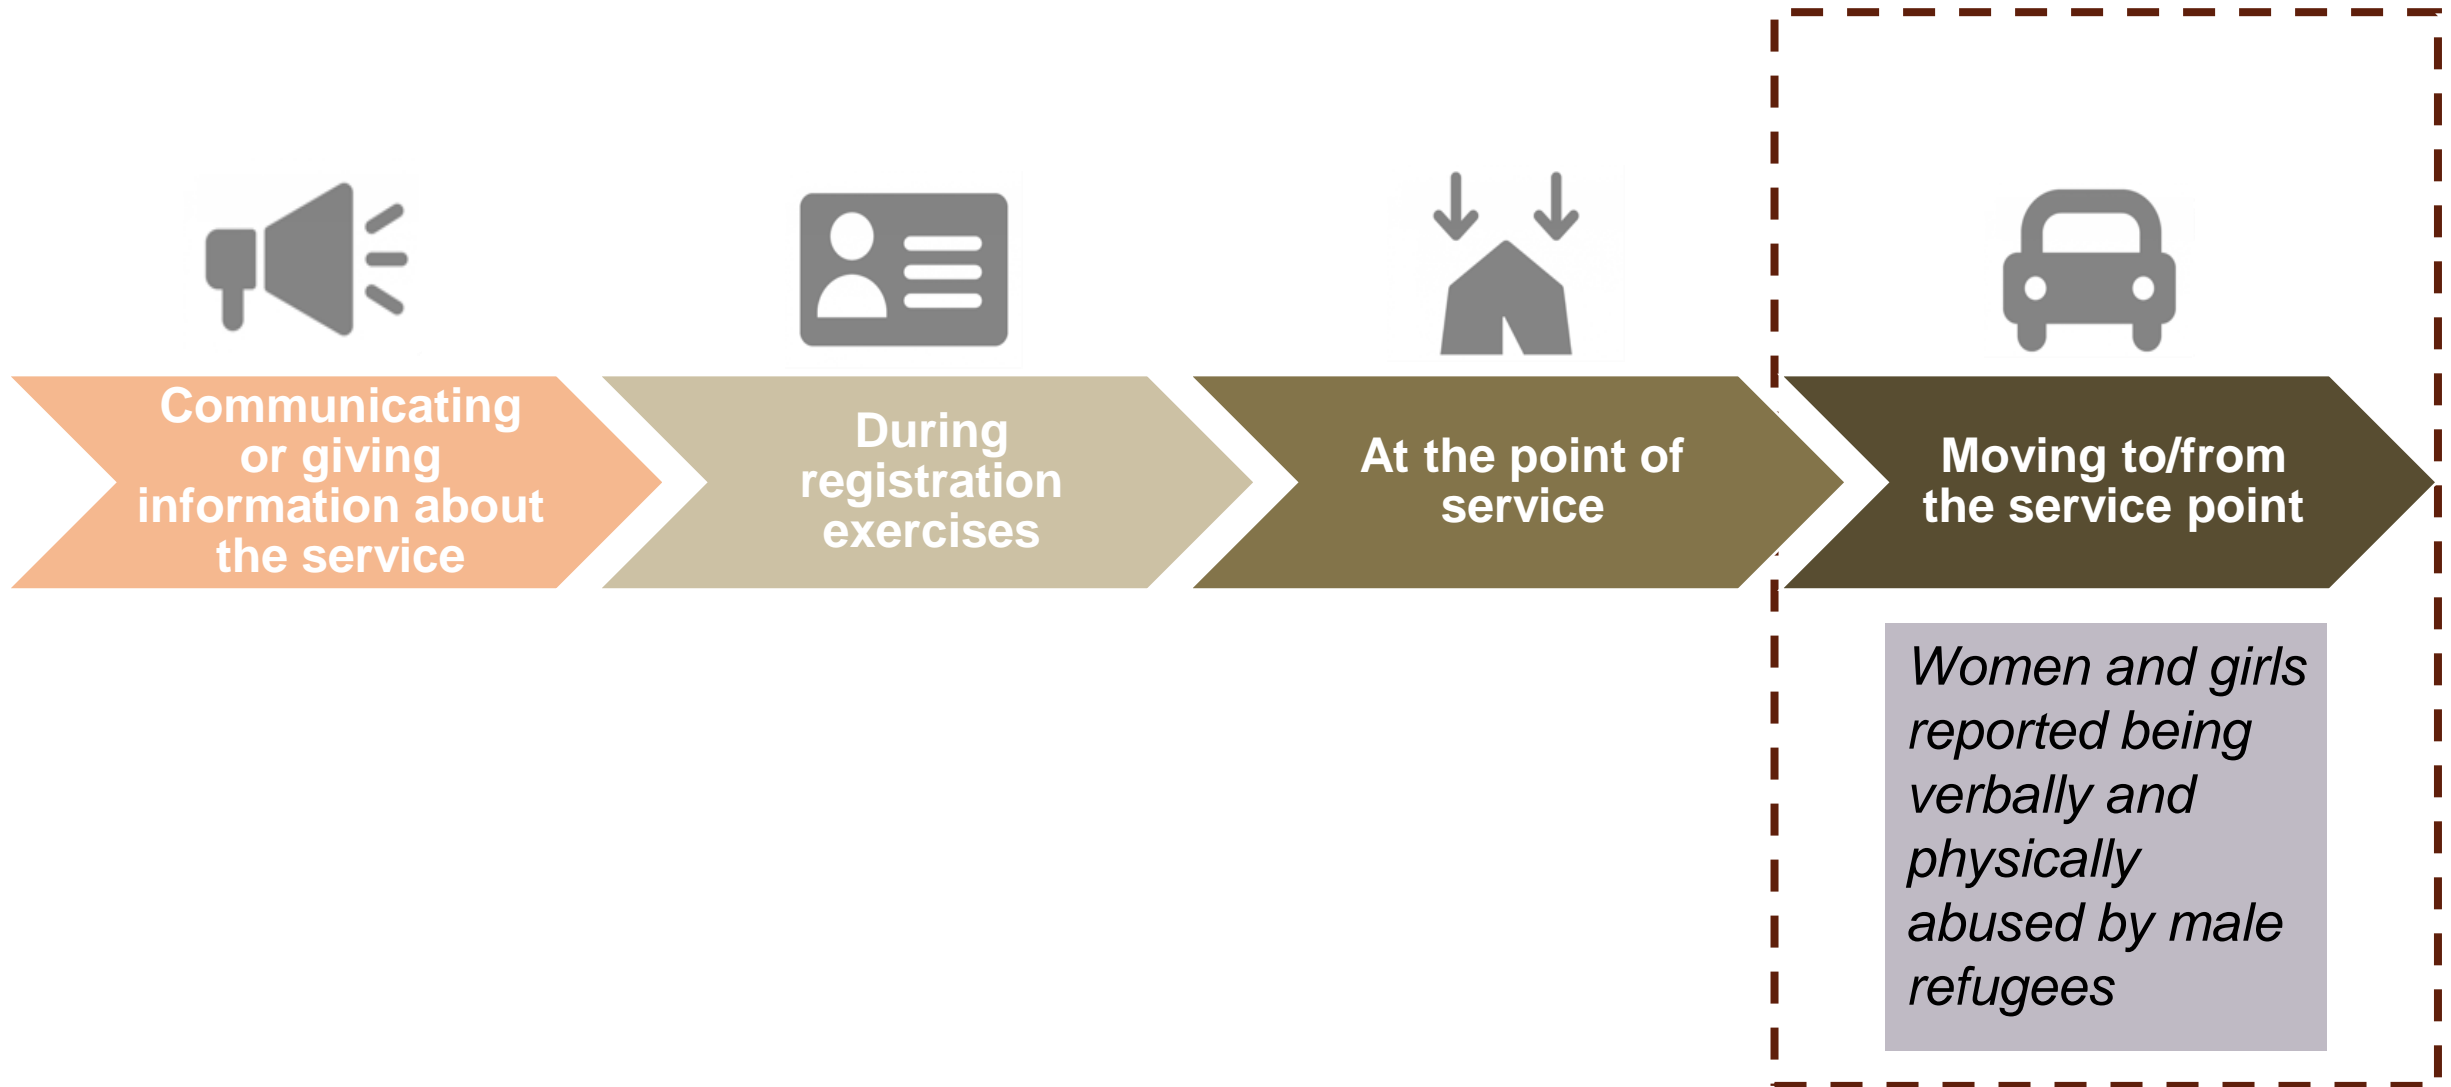 Communicating
or giving
information about
the service
During
registration
exercises
At the point of
service
Moving to/from
the service point
Women and girls
reported being
verbally and
physically
abused by male
refugees